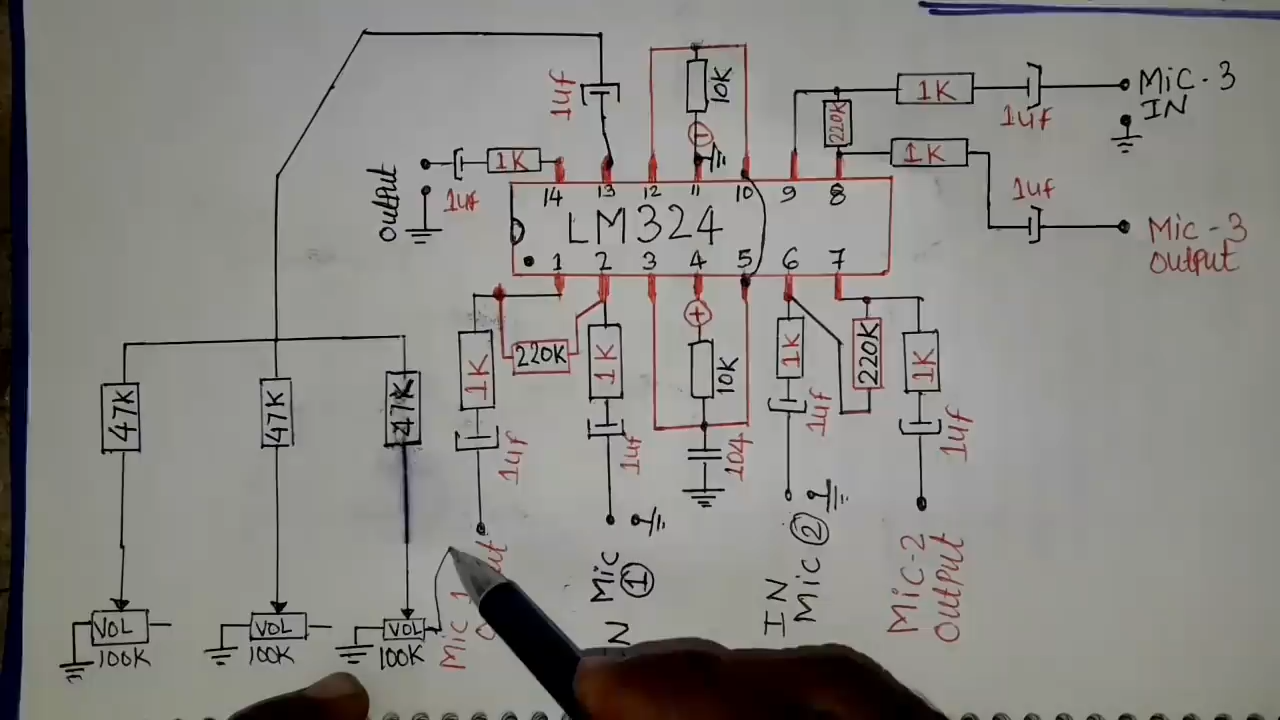 1uf
10K
1K
1uf
MiC-3
IN
220K
1K
1uf
MiC-3
OutPut
OutPut
1K
1uf
14 13 12 11 10 9 8
LM324
1 2 3 4 5 6 7
+
220K
1K
1K
10K
1K
220K
1K
47K
47K
47K
1uf
1uf
104
1uf
1uf
VOL
100K
VOL
100K
VOL
100K
MiC 1
MiC
1
IN
MiC 2
MiC-2
OutPut